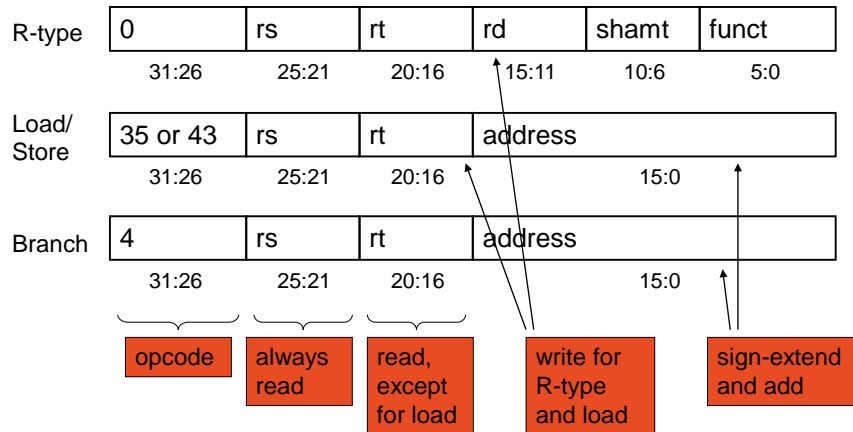 R-type 0 rs rt rd shamt funct
31:26 25:21 20:16 15:11 10:6 5:0
Load/
Store 35 or 43 rs rt address
31:26 25:21 20:16 15:0
Branch 4 rs rt address
31:26 25:21 20:16 15:0
opcode always read, write for sign-extend
read except R-type and add
for load and load